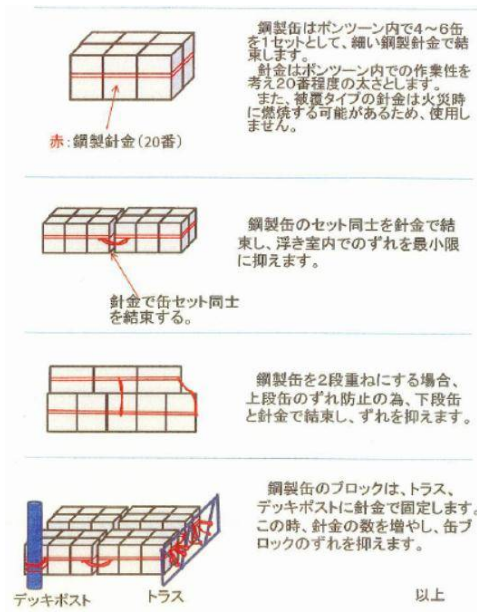 鋼製缶はポンツーン内で4～6缶
を1セットとして、細い鋼製針金で結
束します。
針金はポンツーン内での作業性を
考え20番程度の太さとします。
また、被覆タイプの針金は火災時
に燃焼する可能があるため、使用し
ません。
赤：鋼製針金(20番)
鋼製缶のセット同士を針金で結
束し、浮き室内でのずれを最小限
に抑えます。
針金で缶セット同士
を結束する。
鋼製缶を2段重ねにする場合、
上段缶のずれ防止の為、下段缶
と針金で結束し、ずれを抑えます。
鋼製缶のブロックは、トラス、
デッキポストに針金で固定します。
この時、針金の数を増やし、缶ブ
ロックのずれを抑えます。
デッキポスト
トラス
以上